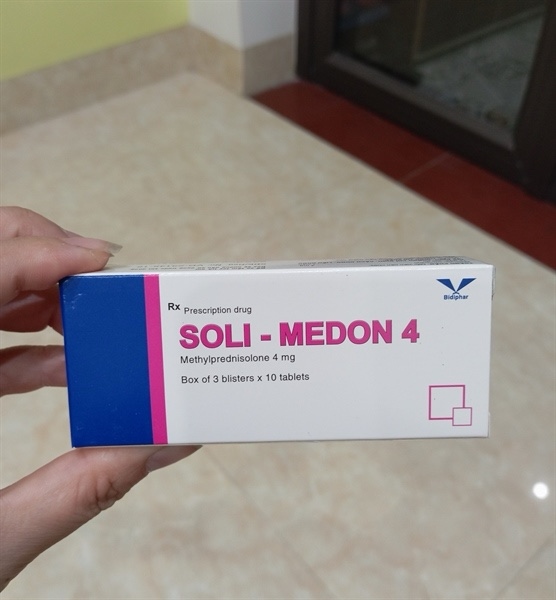 Bidiphar
Rx Prescription drug
SOLI - MEDON 4
Methylprednisolone 4 mg
Box of 3 blisters x 10 tablets